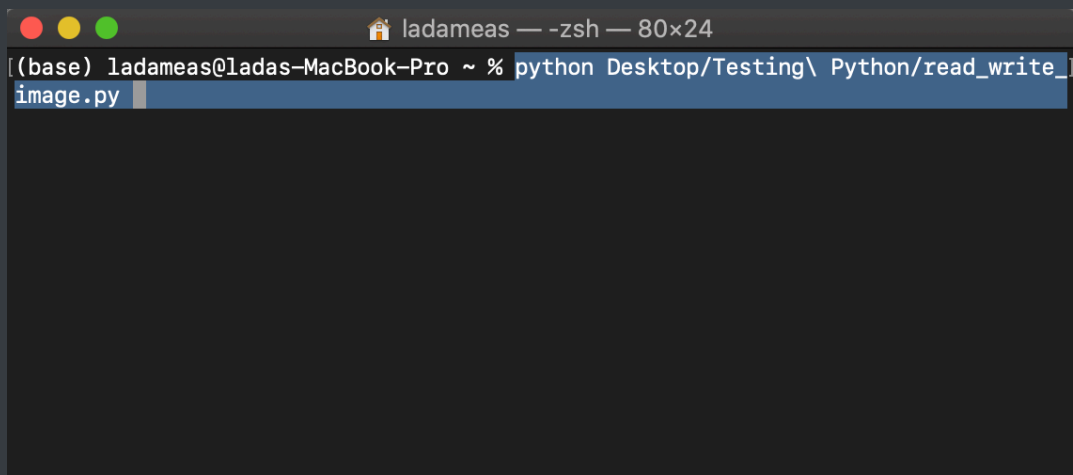 ladameas — -zsh — 80×24
[(base) ladameas@ladas-MacBook-Pro ~ % python Desktop/Testing\ Python/read_write_]
image.py